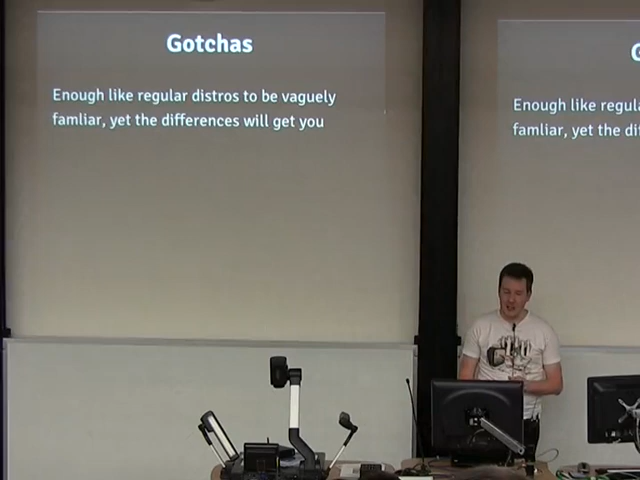 Gotchas
Enough like regular distros to be vaguely
famliar, yet the differences will get you
G
Enough like regula
famliar, yet the dif